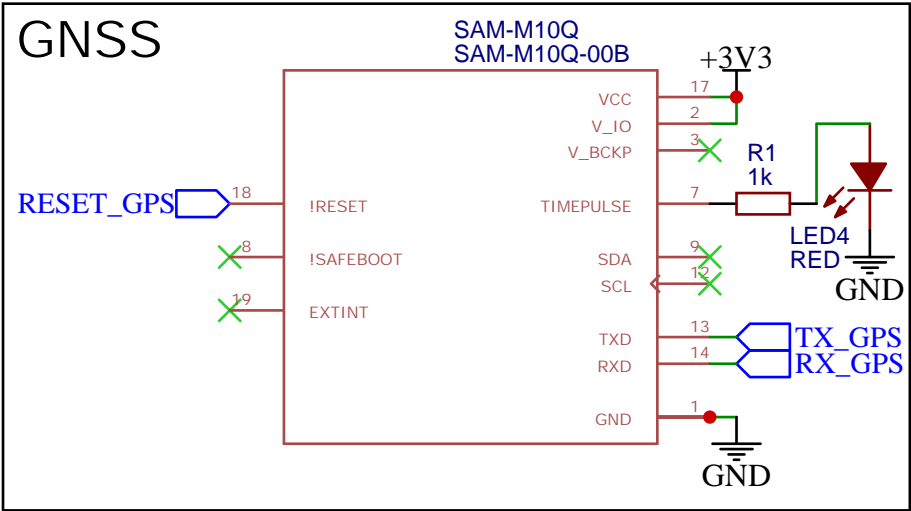 GNSS
SAM-M10Q
SAM-M10Q-00B
+3V3
17
VCC
2
V_IO
3
V_BCKP
R1
1k
RESET_GPS
18
!RESET
TIMEPULSE
7
8
!SAFEBOOT
SDA
9
SCL
12
LED4
RED
GND
19
EXTINT
TXD
13
TX_GPS
RXD
14
RX_GPS
GND
1
GND